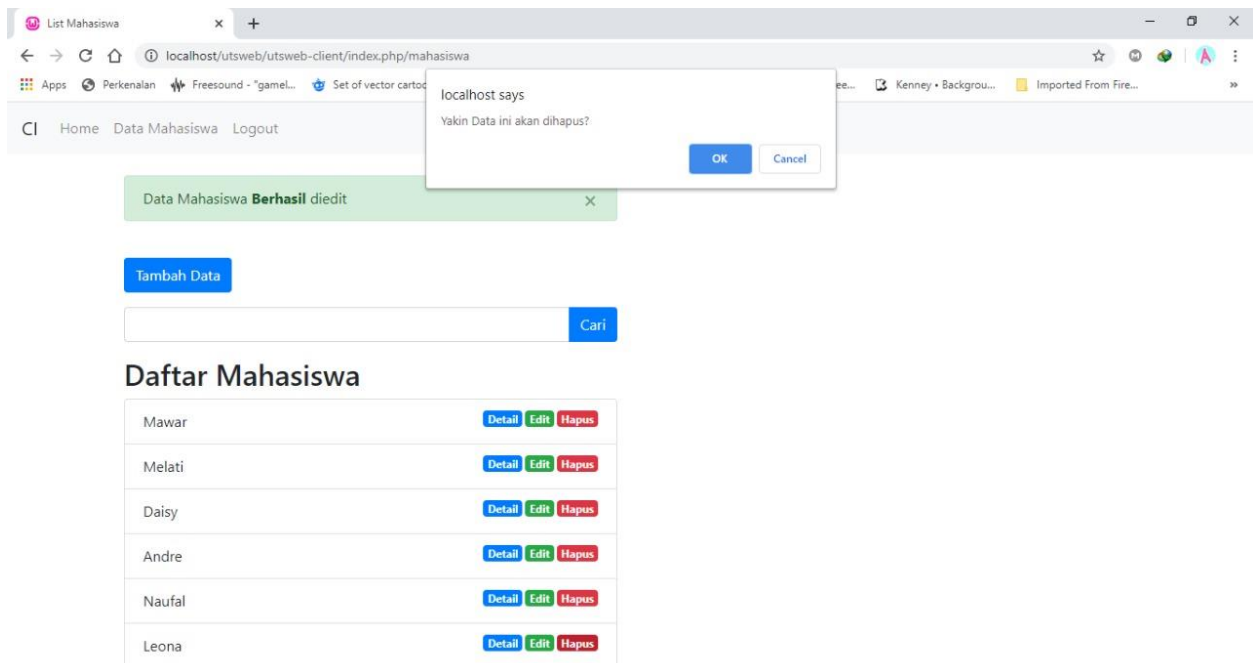 List Mahasiswa
localhost/utsweb/utsweb-client/index.php/mahasiswa
Apps Perkenalan Freesound - "gamel... Set of vector cartoo ee... Kenney • Backgrou... Imported From Fire...
localhost says
Yakin Data ini akan dihapus?
OK Cancel
CI Home Data Mahasiswa Logout
Data Mahasiswa Berhasil diedit
Tambah Data
Cari
Daftar Mahasiswa
Mawar Detail Edit Hapus
Melati Detail Edit Hapus
Daisy Detail Edit Hapus
Andre Detail Edit Hapus
Naufal Detail Edit Hapus
Leona Detail Edit Hapus